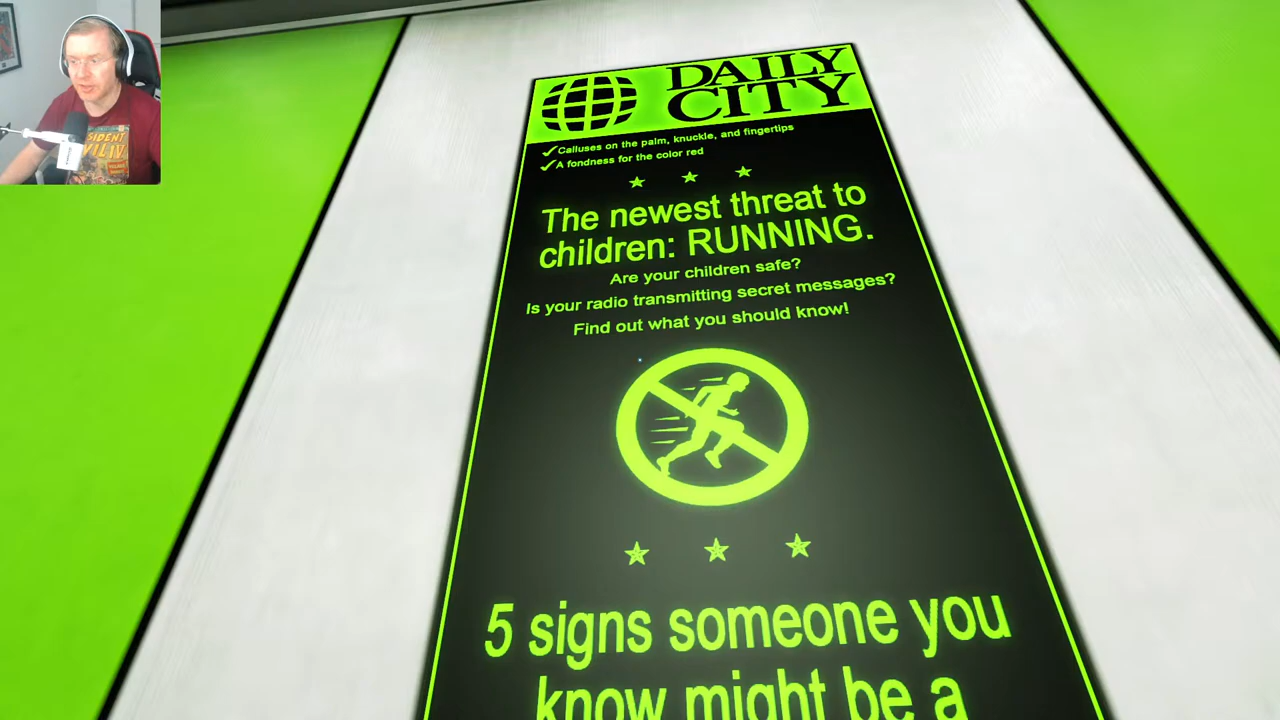 DAILY
CITY
Calluses on the palm, knuckle, and fingertips
A fondness for the color red
The newest threat to
children: RUNNING.
Are your children safe?
Is your radio transmitting secret messages?
Find out what you should know!
5 signs someone you
know might be a